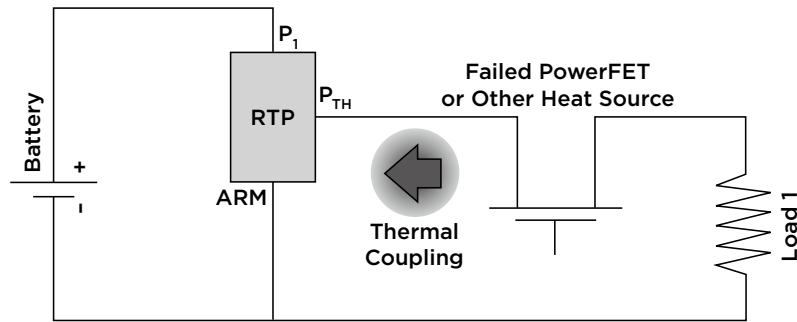 P1
Failed PowerFET
or Other Heat Source
PTH
Battery
RTP
+
-
ARM
Thermal
Coupling
Load 1